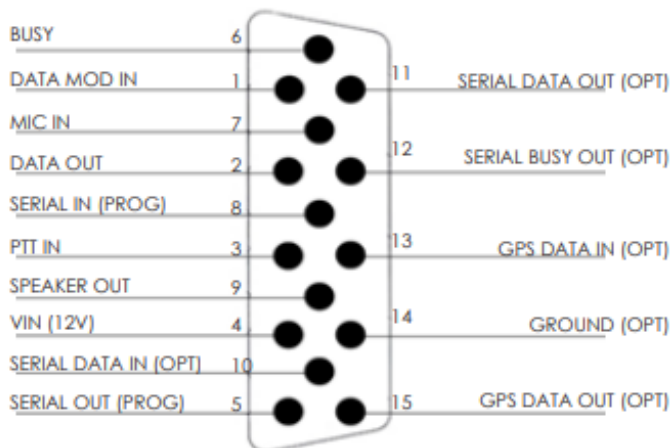 BUSY 6
DATA MOD IN 1 11 SERIAL DATA OUT (OPT)
MIC IN 7
DATA OUT 2 12 SERIAL BUSY OUT (OPT)
SERIAL IN (PROG) 8
PTT IN 3 13 GPS DATA IN (OPT)
SPEAKER OUT 9
VIN (12V) 4 14 GROUND (OPT)
SERIAL DATA IN (OPT) 10
SERIAL OUT (PROG) 5 15 GPS DATA OUT (OPT)